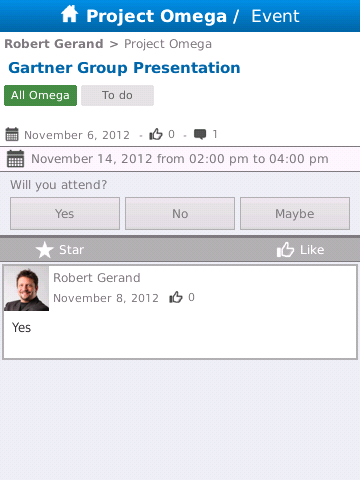 Project Omega / Event
Robert Gerand > Project Omega
Gartner Group Presentation
All Omega To do
November 6, 2012 - 0 - 1
November 14, 2012 from 02:00 pm to 04:00 pm
Will you attend?
Yes No Maybe
Star Like
Robert Gerand
November 8, 2012 0
Yes